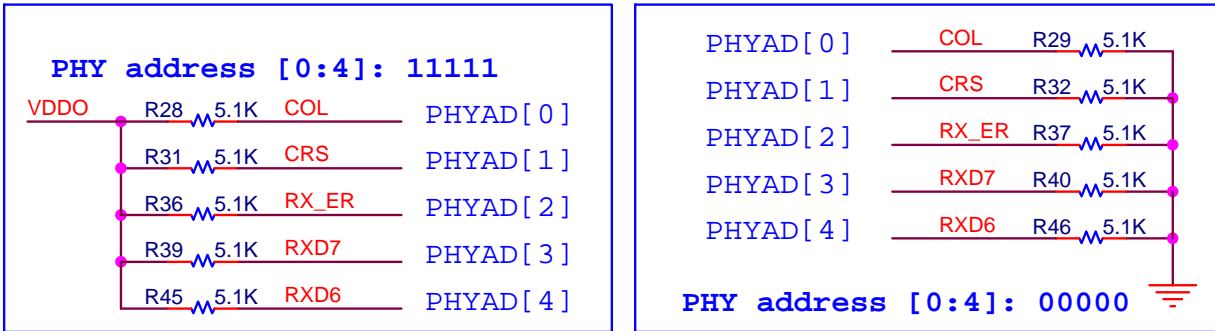 PHY address [0:4]: 11111
VDDO R28 5.1K COL PHYAD[0]
R31 5.1K CRS PHYAD[1]
R36 5.1K RX_ER PHYAD[2]
R39 5.1K RXD7 PHYAD[3]
R45 5.1K RXD6 PHYAD[4]
PHYAD[0] COL R29 5.1K
PHYAD[1] CRS R32 5.1K
PHYAD[2] RX_ER R37 5.1K
PHYAD[3] RXD7 R40 5.1K
PHYAD[4] RXD6 R46 5.1K
PHY address [0:4]: 00000